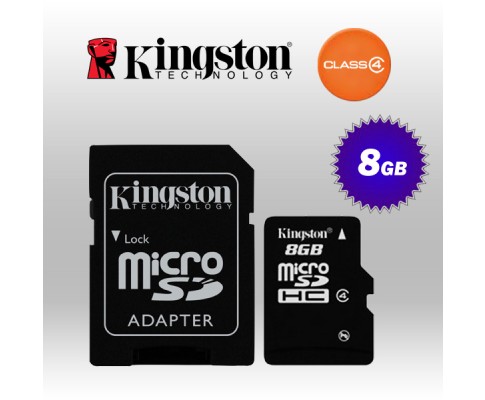 Kingston
TECHNOLOGY
CLASS 4
8GB
Kingston
TECHNOLOGY
Lock
Micro
SD
ADAPTER
Kingston
8GB
Micro
SD
HC 4